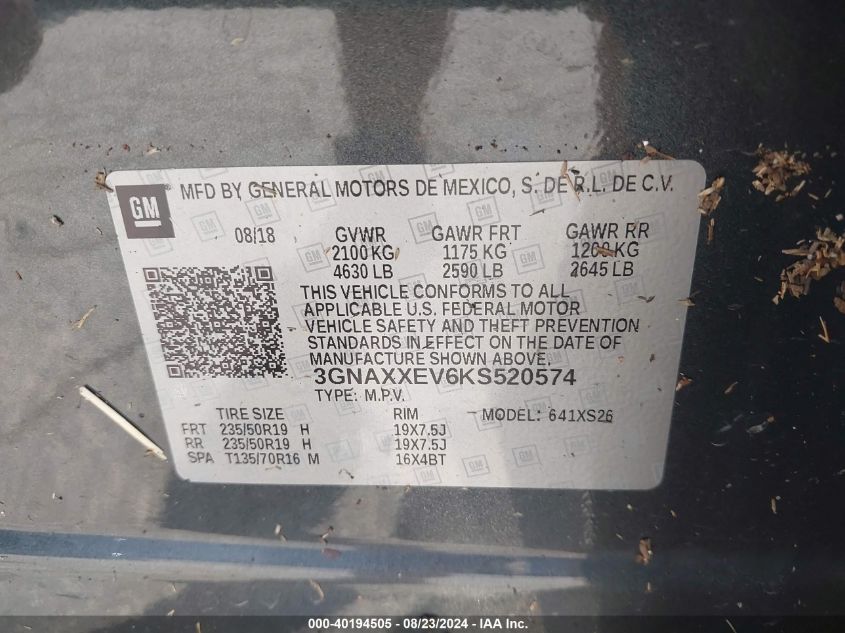 GM
MFD BY GENERAL MOTORS DE MEXICO, S. DE R.L. DE C.V.
08/18 GVWR GAWR FRT GAWR RR
2100 KG 1175 KG 1200 KG
4630 LB 2590 LB 2645 LB
THIS VEHICLE CONFORMS TO ALL
APPLICABLE U.S. FEDERAL MOTOR
VEHICLE SAFETY AND THEFT PREVENTION
STANDARDS IN EFFECT ON THE DATE OF
MANUFACTURE SHOWN ABOVE.
3GNAXXEV6KS520574
TYPE: M.P.V.
TIRE SIZE RIM MODEL: 641XS26
FRT 235/50R19 H 19X7.5J
RR 235/50R19 H 19X7.5J
SPA T135/70R16 M 16X4BT
000-40194505 - 08/23/2024 - © IAA Holdings, LLC.